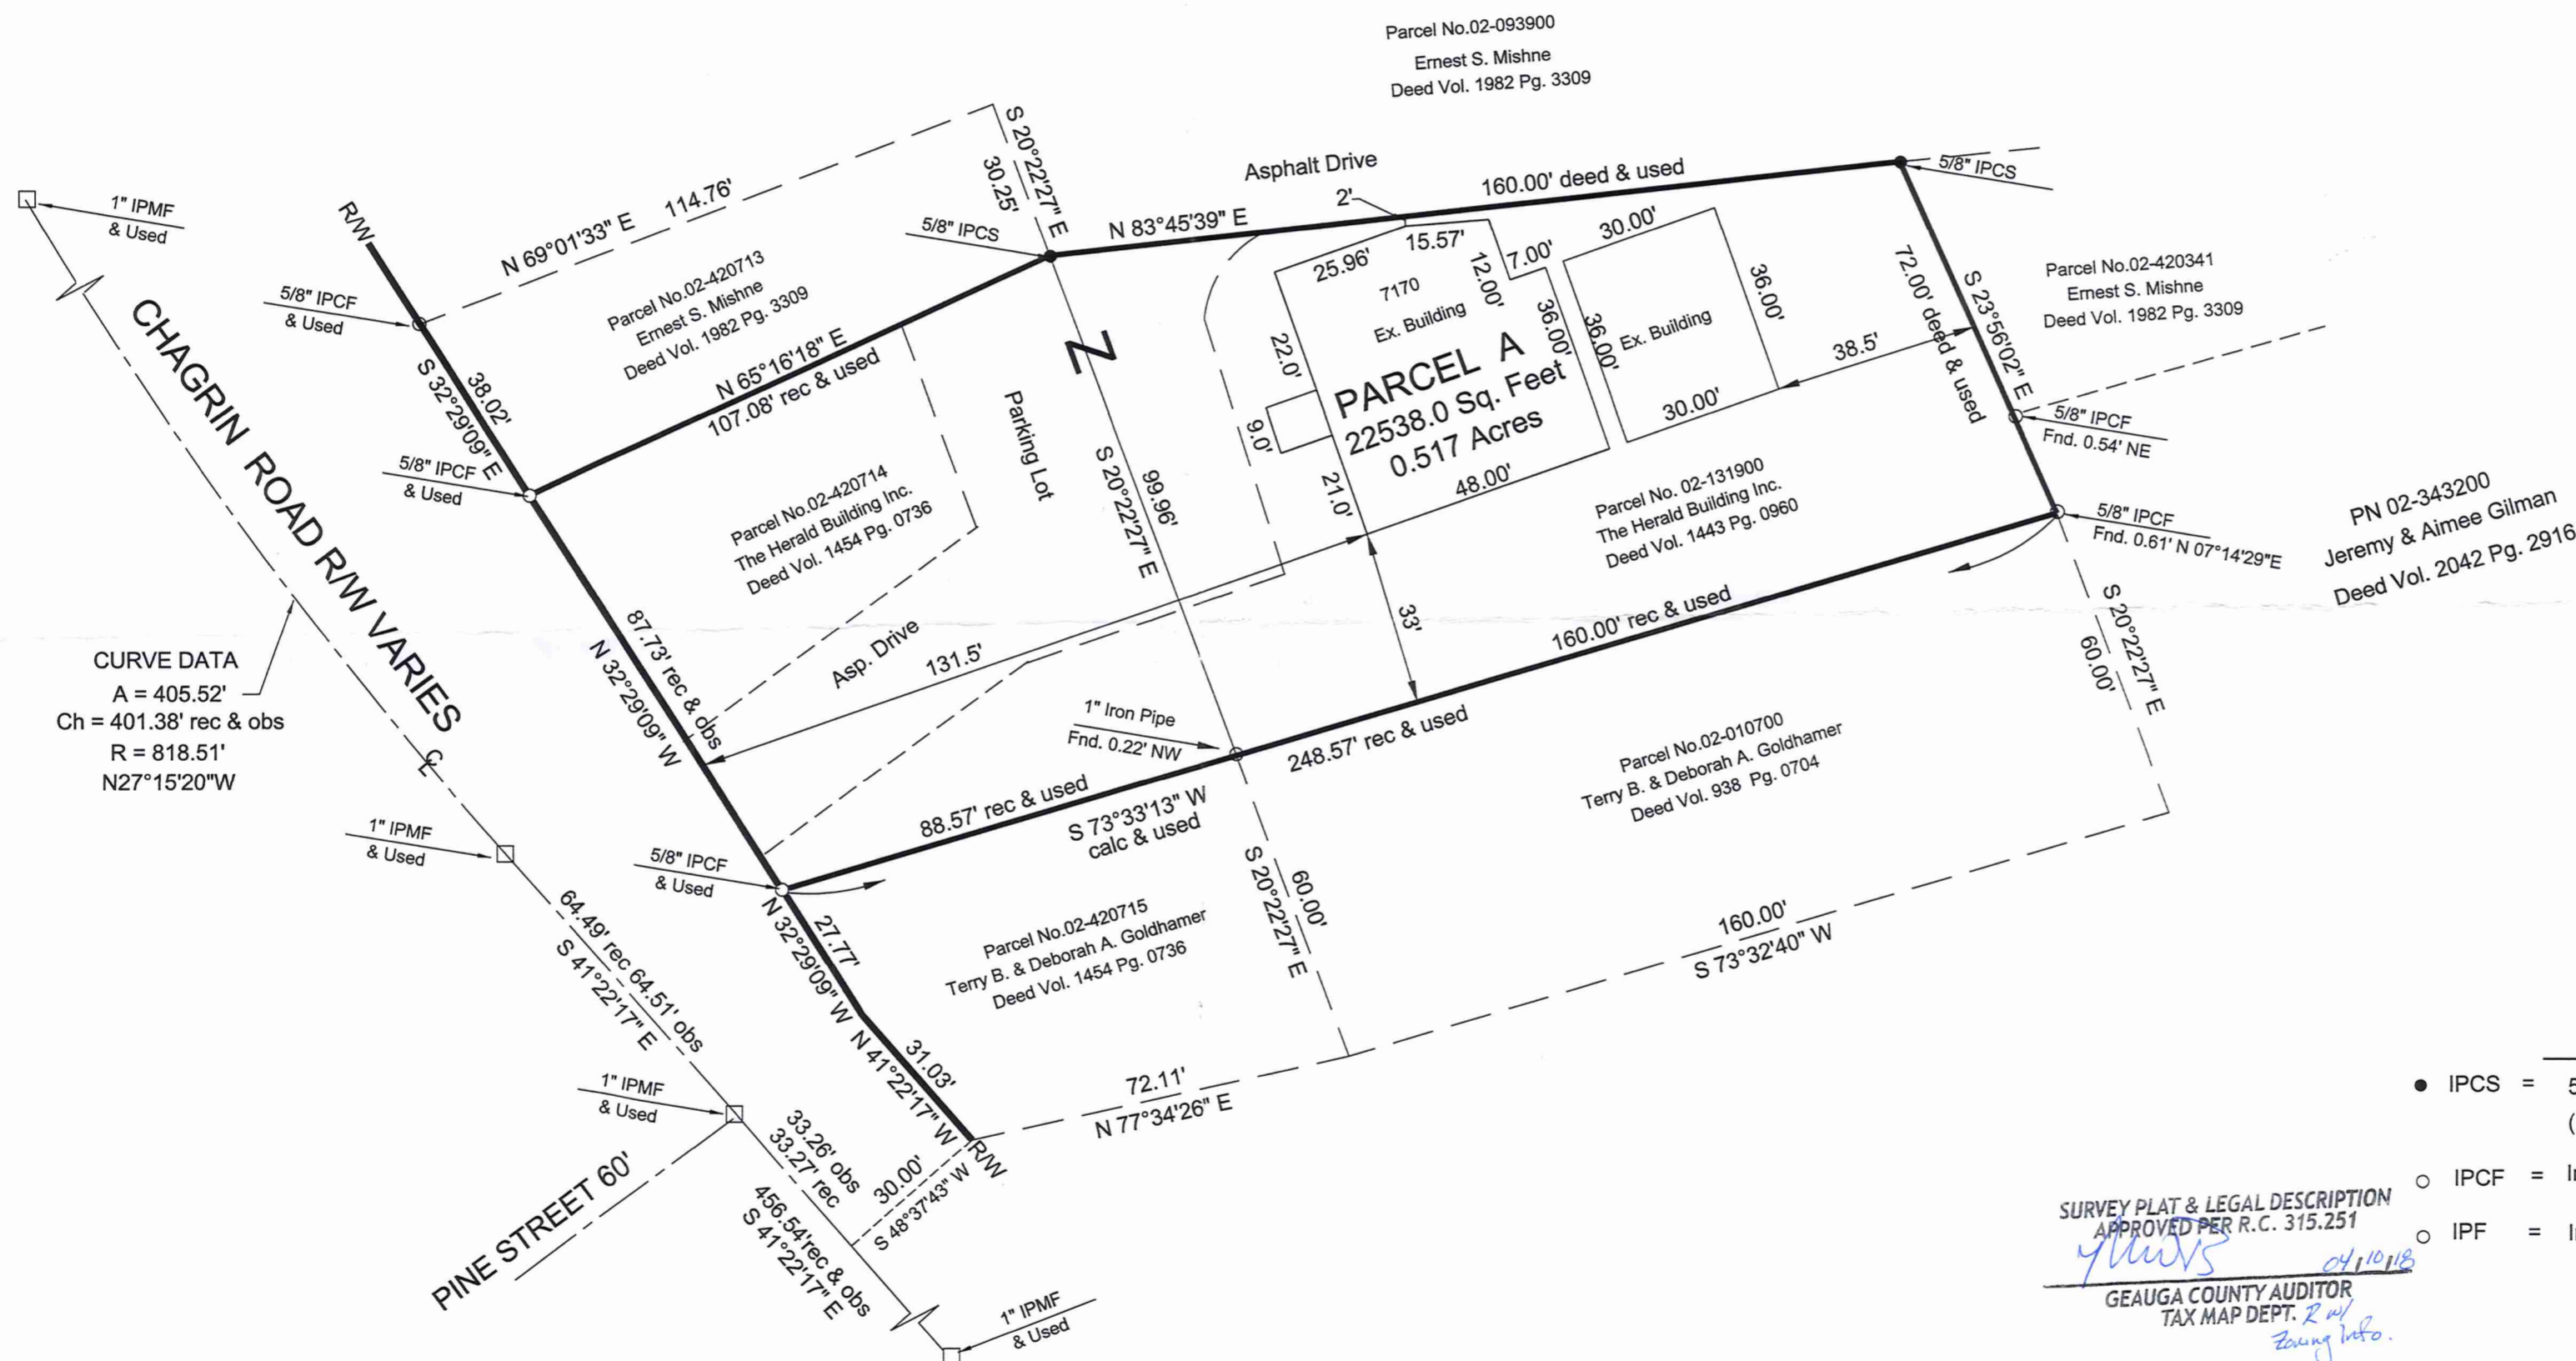 Parcel No.02-093900
Ernest S. Mishne
Deed Vol. 1982 Pg. 3309
S 20°22'27" E
30.25'
Asphalt Drive
2'
160.00' deed & used
5/8" IPCS
1" IPMF
& Used
R/W
N 69°01'33" E
114.76'
5/8" IPCS
N 83°45'39" E
25.96'
15.57'
12.00'
7.00'
30.00'
36.00'
36.00'
36.00'
7170
Ex. Building
Ex. Building
30.00'
38.5'
72.00' deed & used
S 23°56'02" E
Parcel No.02-420341
Ernest S. Mishne
Deed Vol. 1982 Pg. 3309
5/8" IPCF
& Used
Parcel No.02-420713
Ernest S. Mishne
Deed Vol. 1982 Pg. 3309
CHAGRIN ROAD R/W VARIES
38.02'
S 32°29'09" E
N 65°16'18" E
107.08' rec & used
N
22.0'
9.0'
21.0'
PARCEL A
22538.0 Sq. Feet
0.517 Acres
48.00'
5/8" IPCF
Fnd. 0.54' NE
5/8" IPCF
& Used
Parking Lot
S 20°22'27" E
99.96'
Parcel No.02-420714
The Herald Building Inc.
Deed Vol. 1454 Pg. 0736
Parcel No. 02-131900
The Herald Building Inc.
Deed Vol. 1443 Pg. 0960
5/8" IPCF
Fnd. 0.61' N 07°14'29"E
PN 02-343200
Jeremy & Aimee Gilman
Deed Vol. 2042 Pg. 2916
87.73' rec & obs
N 32°29'09" W
Asp. Drive
131.5'
33'
160.00' rec & used
S 20°22'27" E
60.00'
CURVE DATA
A = 405.52'
Ch = 401.38' rec & obs
R = 818.51'
N27°15'20"W
CL
1" Iron Pipe
Fnd. 0.22' NW
248.57' rec & used
88.57' rec & used
S 73°33'13" W
calc & used
Parcel No.02-010700
Terry B. & Deborah A. Goldhamer
Deed Vol. 938 Pg. 0704
1" IPMF
& Used
5/8" IPCF
& Used
64.49' rec 64.51' obs
S 41°22'17" E
27.77'
N 32°29'09" W
Parcel No.02-420715
Terry B. & Deborah A. Goldhamer
Deed Vol. 1454 Pg. 0736
60.00'
S 20°22'27" E
160.00'
S 73°32'40" W
31.03'
N 41°22'17" W
72.11'
N 77°34'26" E
R/W
1" IPMF
& Used
33.26' obs
33.27' rec
30.00'
S 48°37'43" W
PINE STREET 60'
456.54'rec & obs
S 41°22'17" E
1" IPMF
& Used
IPCS = 5
(
IPCF =
IPF =
SURVEY PLAT & LEGAL DESCRIPTION
APPROVED PER R.C. 315.251
04/10/18
GEAUGA COUNTY AUDITOR
TAX MAP DEPT. R w/
Zoning Info.